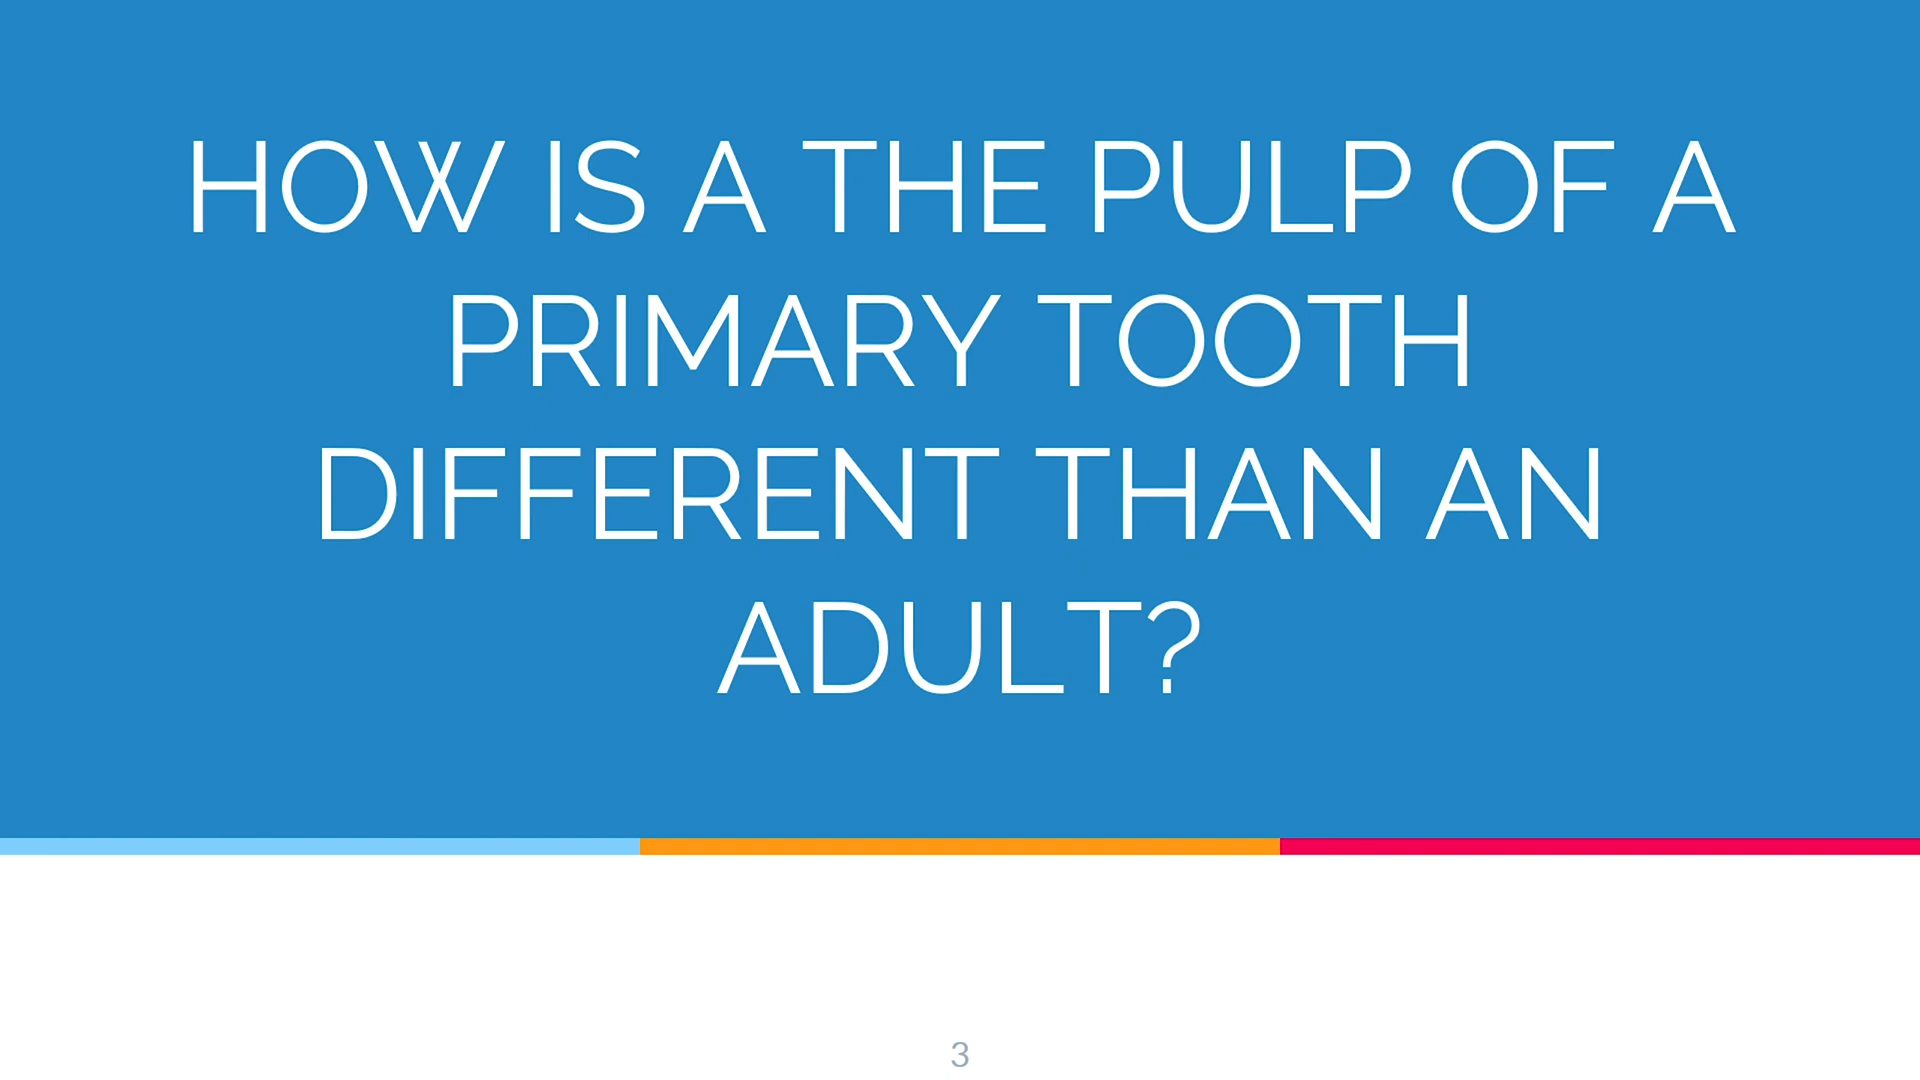 HOW IS A THE PULP OF A
PRIMARY TOOTH
DIFFERENT THAN AN
ADULT?
3